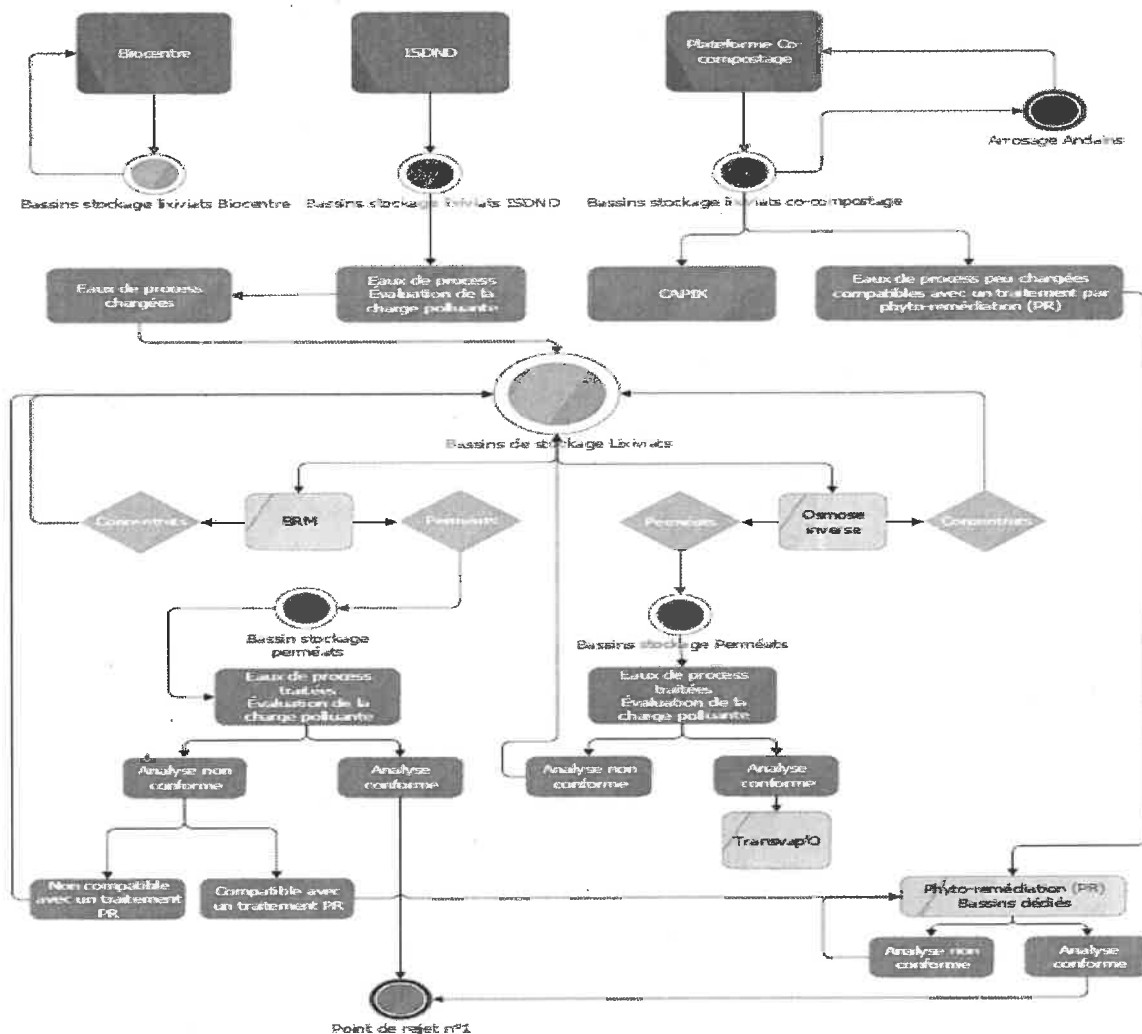 Biocentre
ISDND
Plateforme Co-
compostage
Arrosage Andains
Bassins stockage lixiviats Biocentre
Bassins stockage lixiviats ISDND
Bassins stockage lixiviats co-compostage
Eaux de process
chargées
Eaux de process
Évaluation de la
charge polluante
CAPIK
Eaux de process peu chargées
compatibles avec un traitement par
phyto-remédiation (PR)
Bassins de stockage Lixiviats
Concentrats
BRM
Perméats
Perméats
Osmose
inverse
Concentrats
Bassin stockage
perméats
Bassins stockage Perméats
Eaux de process
traitées
Évaluation de la
charge polluante
Eaux de process
traitées
Évaluation de la
charge polluante
Analyse non
conforme
Analyse
conforme
Analyse non
conforme
Analyse
conforme
Transvap'O
Non compatible
avec un traitement
PR
Compatible avec
un traitement PR
Phyto-remédiation (PR)
Bassins dédiés
Analyse non
conforme
Analyse
conforme
Point de rejet n°1